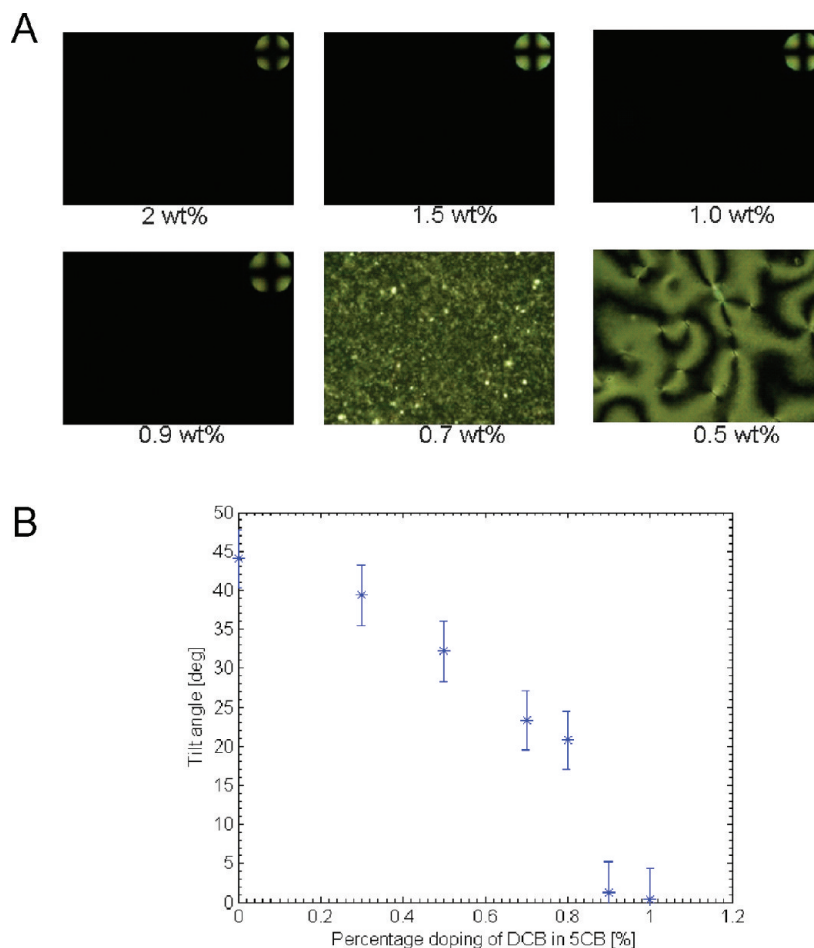 A
2 wt%
1.5 wt%
1.0 wt%
0.9 wt%
0.7 wt%
0.5 wt%
B
50
45
40
35
30
25
20
15
10
5
0
Tilt angle [deg]
0
0.2
0.4
0.6
0.8
1
1.2
Percentage doping of DCB in 5CB [%]